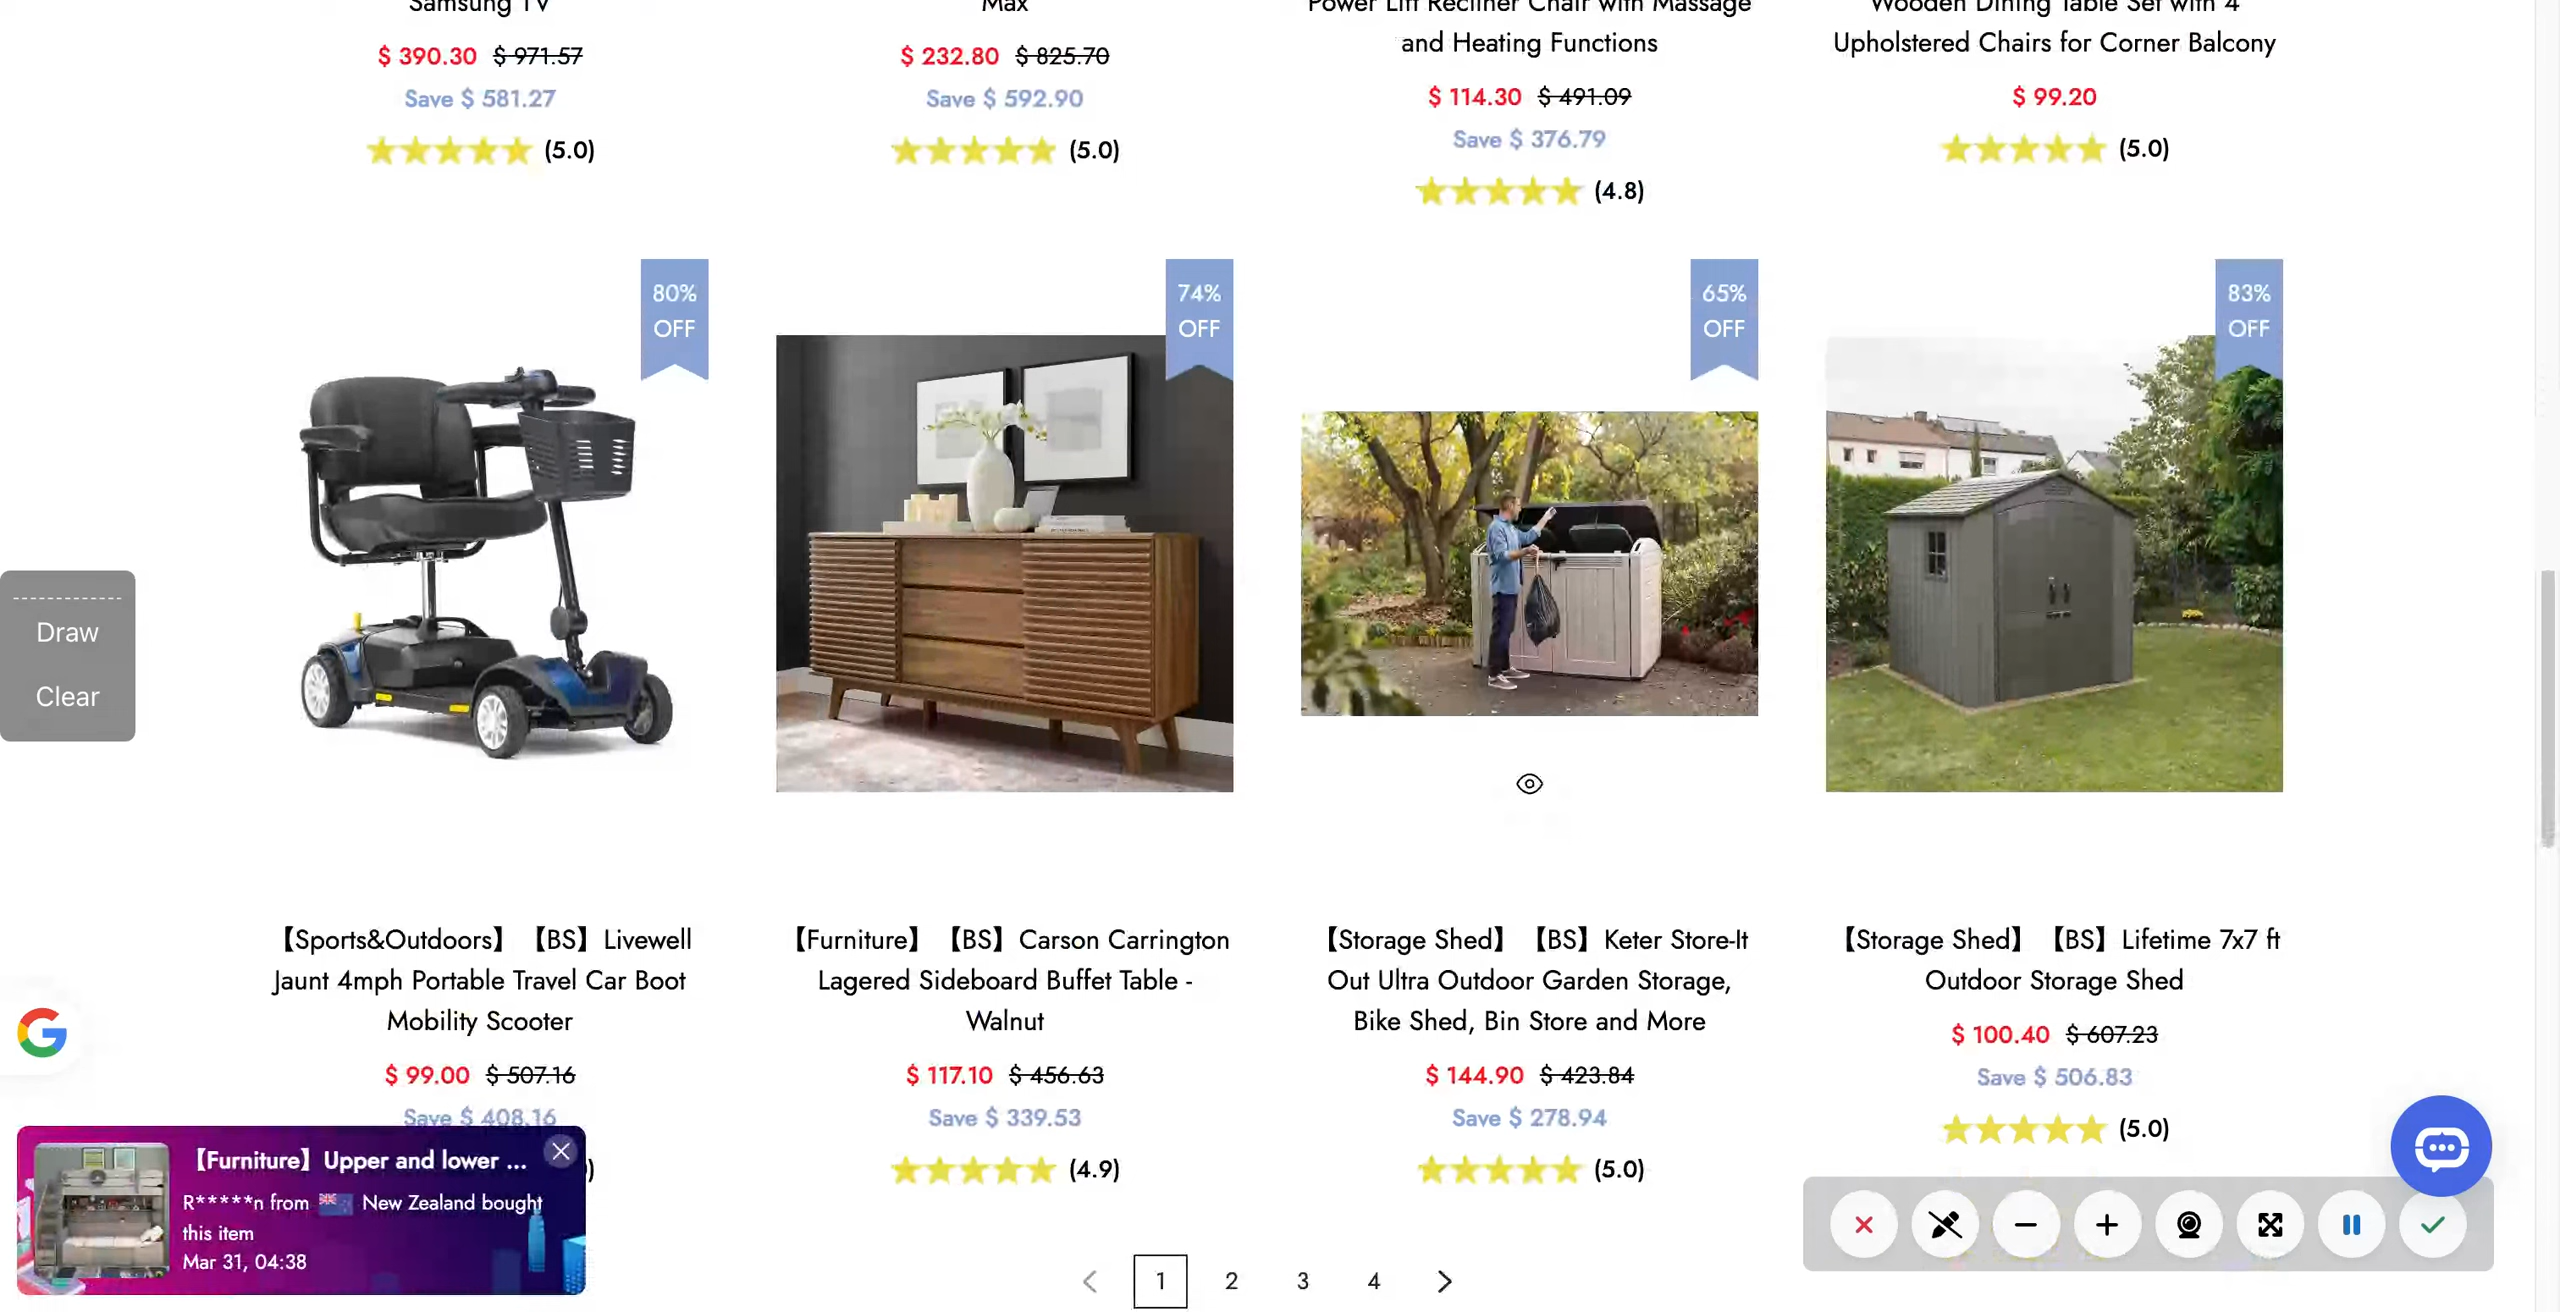 Samsung TV
$ 390.30 $ 971.57
Save $ 581.27
(5.0)
Max
$ 232.80 $ 825.70
Save $ 592.90
(5.0)
Power Lift Recliner Chair with Massage
and Heating Functions
$ 114.30 $ 491.09
Save $ 376.79
(4.8)
Wooden Dining Table Set with 4
Upholstered Chairs for Corner Balcony
$ 99.20
(5.0)
80%
OFF
74%
OFF
65%
OFF
83%
OFF
Draw
Clear
【Sports&Outdoors】【BS】Livewell
Jaunt 4mph Portable Travel Car Boot
Mobility Scooter
$ 99.00 $ 507.16
Save $ 408.16
)
【Furniture】【BS】Carson Carrington
Lagered Sideboard Buffet Table -
Walnut
$ 117.10 $ 456.63
Save $ 339.53
(4.9)
【Storage Shed】【BS】Keter Store-It
Out Ultra Outdoor Garden Storage,
Bike Shed, Bin Store and More
$ 144.90 $ 423.84
Save $ 278.94
(5.0)
【Storage Shed】【BS】Lifetime 7x7 ft
Outdoor Storage Shed
$ 100.40 $ 607.23
Save $ 506.83
(5.0)
【Furniture】Upper and lower ...
R*****n from New Zealand bought
this item
Mar 31, 04:38
1 2 3 4